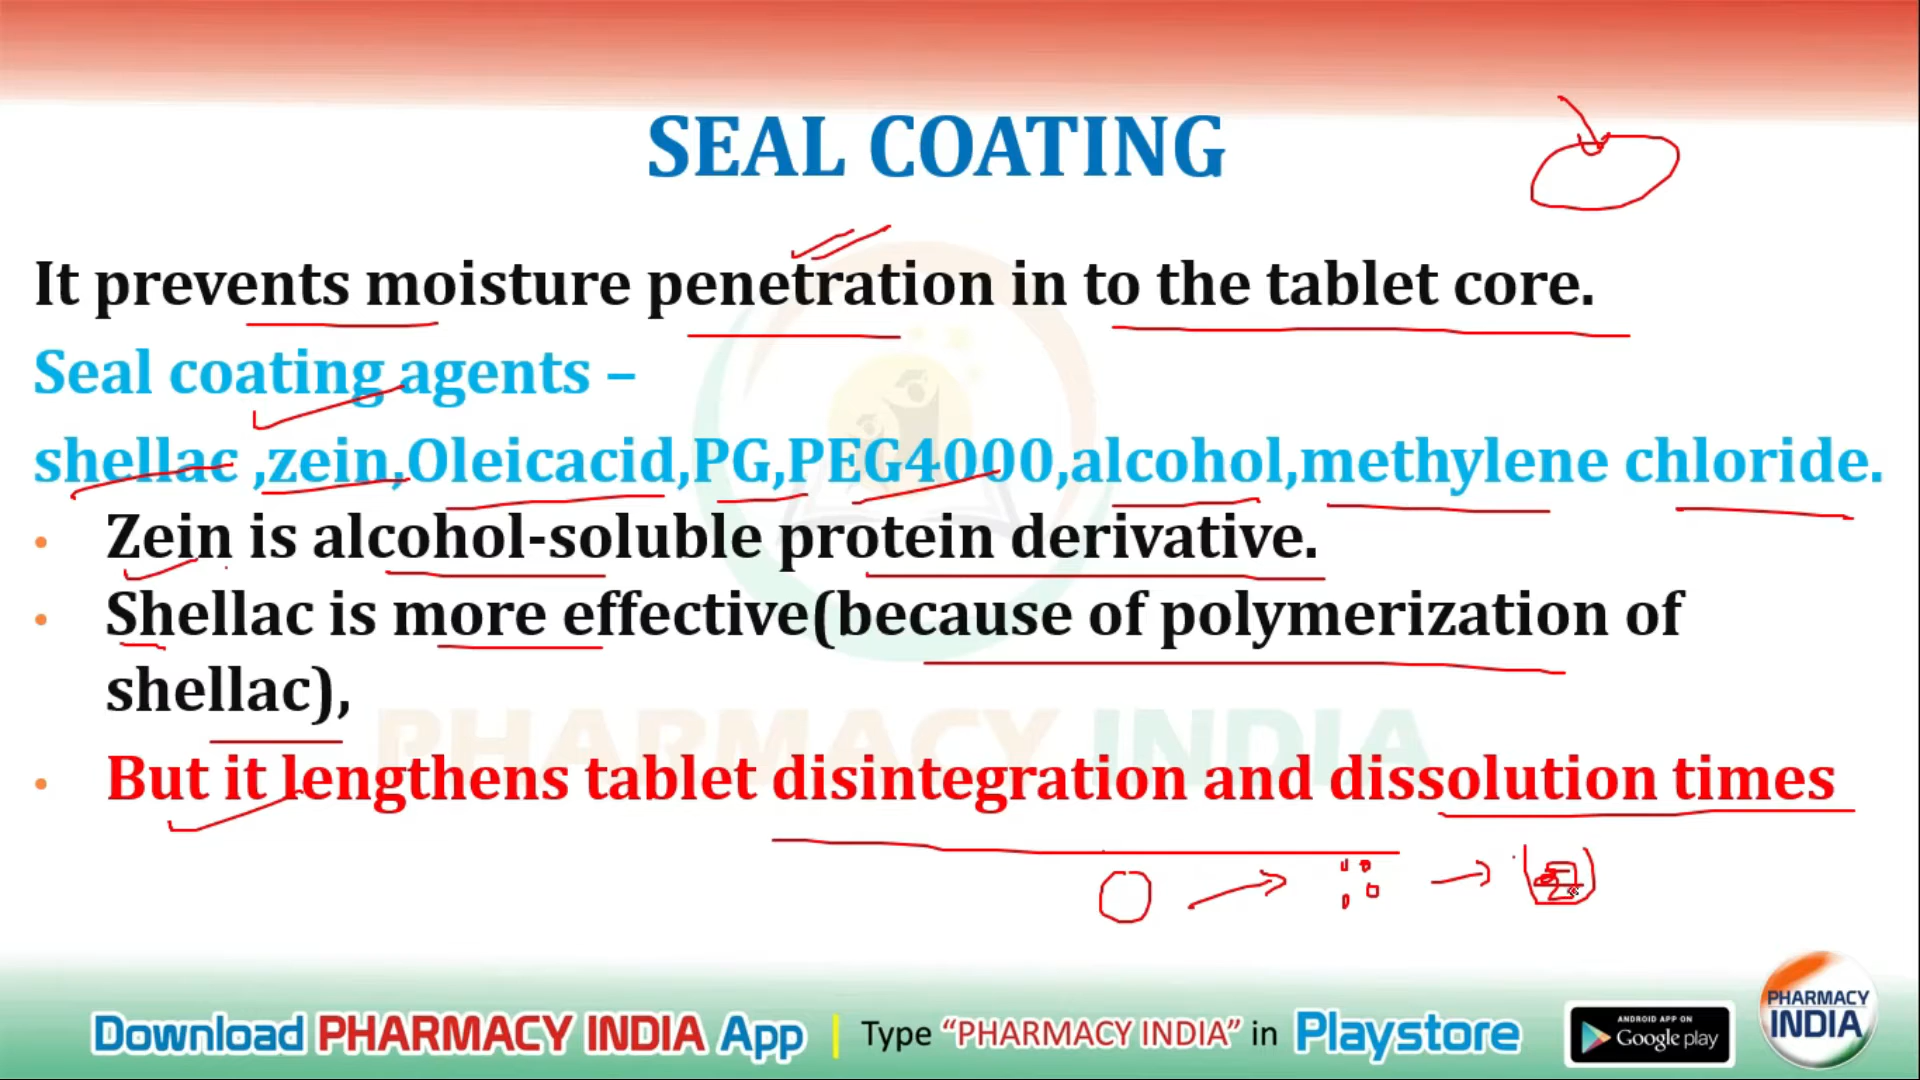 SEAL COATING
It prevents moisture penetration in to the tablet core.
Seal coating agents –
shellac ,zein,Oleicacid,PG,PEG4000,alcohol,methylene chloride.
• Zein is alcohol-soluble protein derivative.
• Shellac is more effective(because of polymerization of
shellac),
PHARMACY INDIA
• But it lengthens tablet disintegration and dissolution times
Download PHARMACY INDIA App | Type “PHARMACY INDIA” in Playstore
ANDROID APP ON
Google play
PHARMACY
INDIA